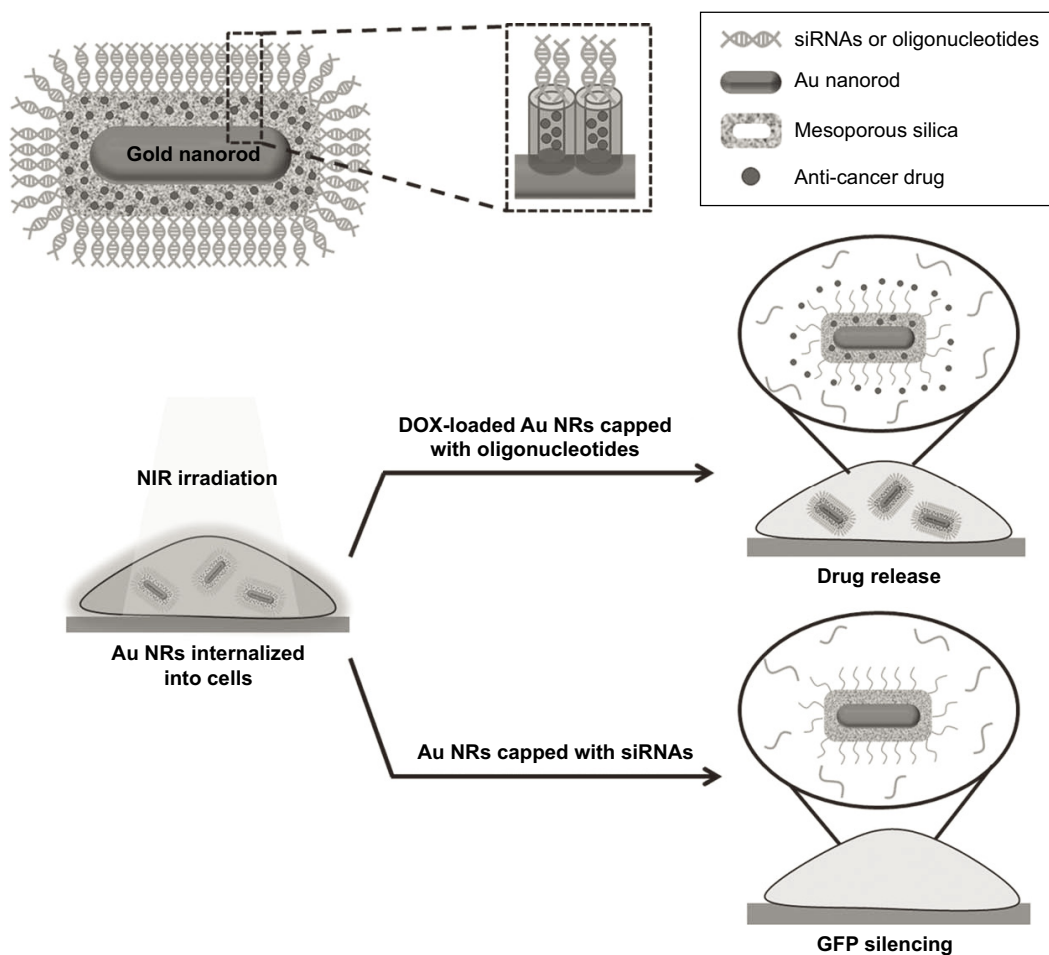 Gold nanorod
siRNAs or oligonucleotides
Au nanorod
Mesoporous silica
Anti-cancer drug
NIR irradiation
Au NRs internalized
into cells
DOX-loaded Au NRs capped
with oligonucleotides
Drug release
Au NRs capped with siRNAs
GFP silencing